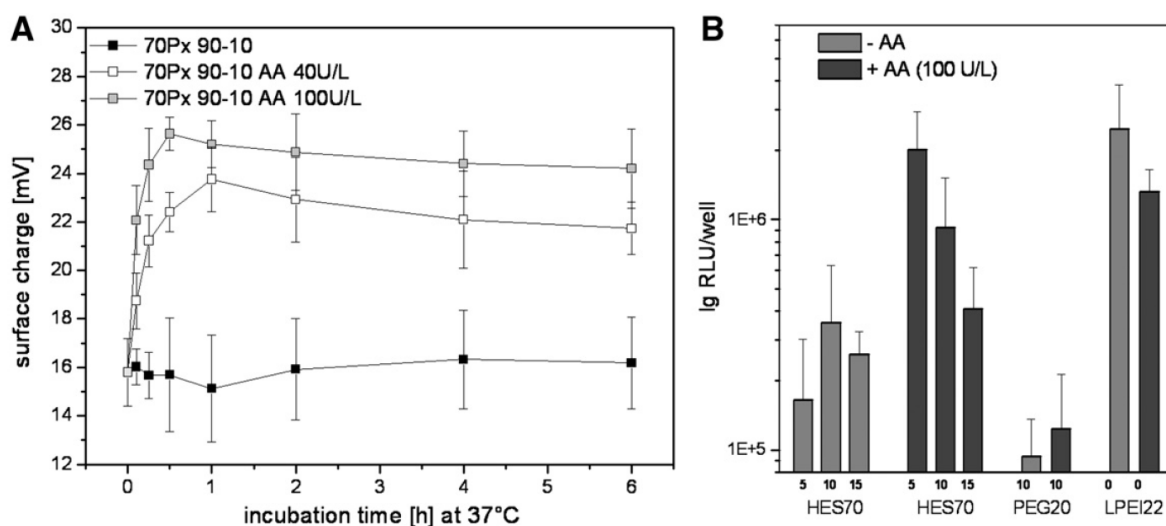 A
30
28
26
24
22
20
18
16
14
12
surface charge [mV]
70Px 90-10
70Px 90-10 AA 40U/L
70Px 90-10 AA 100U/L
0 1 2 3 4 5 6
incubation time [h] at 37°C
B
- AA
+ AA (100 U/L)
lg RLU/well
1E+6
1E+5
5 10 15 5 10 15 10 10 0 0
HES70 HES70 PEG20 LPEI22